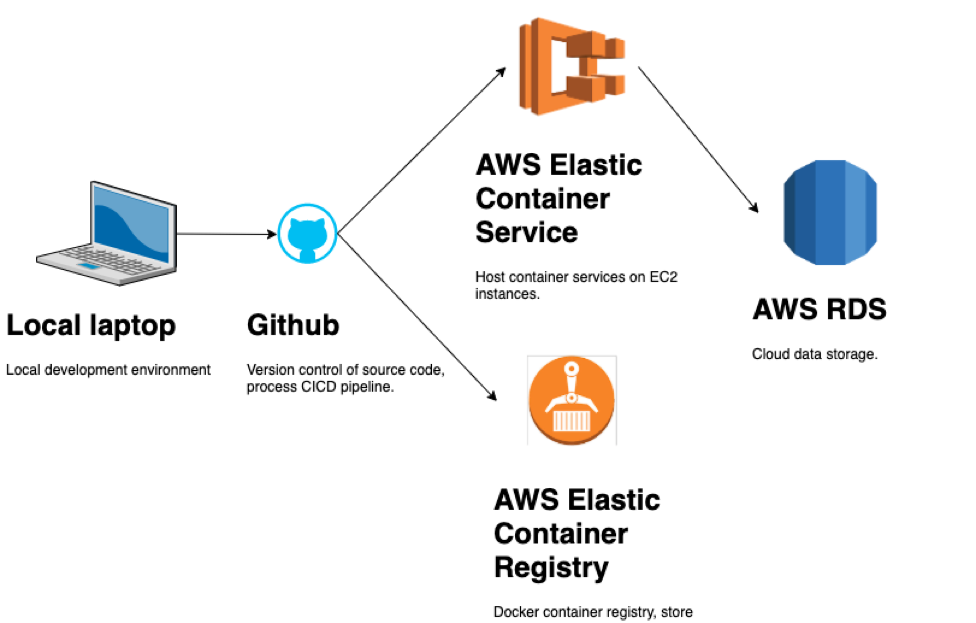 AWS Elastic
Container
Service
Host container services on EC2
instances.
AWS RDS
Cloud data storage.
Local laptop
Local development environment
Github
Version control of source code,
process CICD pipeline.
AWS Elastic
Container
Registry
Docker container registry, store